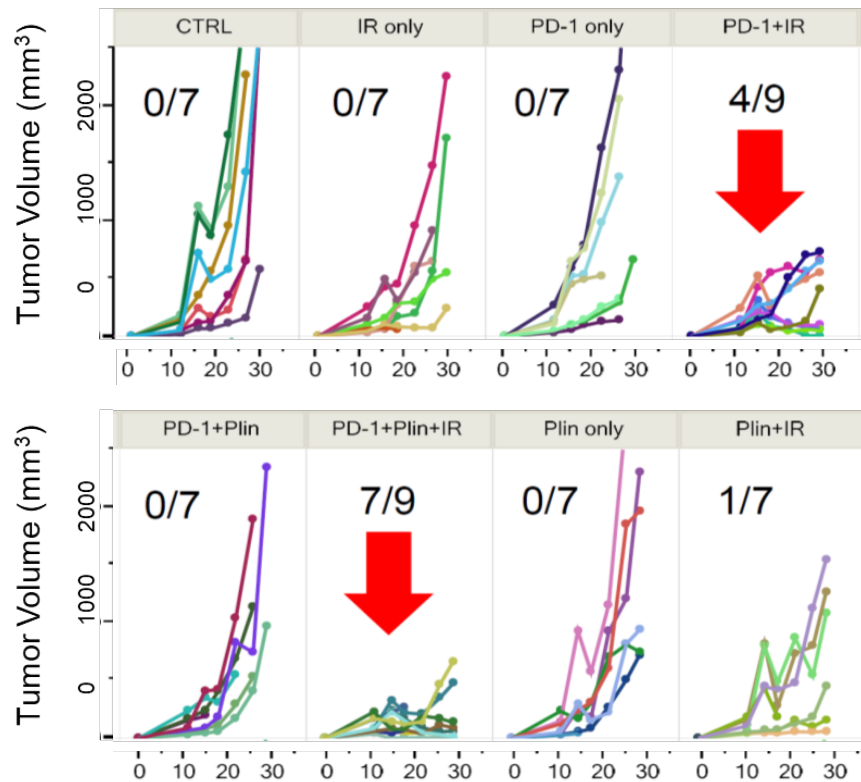 CTRL IR only PD-1 only PD-1+IR
Tumor Volume (mm³)
2000
1000
0
0/7 0/7 0/7 4/9
0 10 20 30 0 10 20 30 0 10 20 30 0 10 20 30
PD-1+Plin PD-1+Plin+IR Plin only Plin+IR
Tumor Volume (mm³)
2000
1000
0
0/7 7/9 0/7 1/7
0 10 20 30 0 10 20 30 0 10 20 30 0 10 20 30